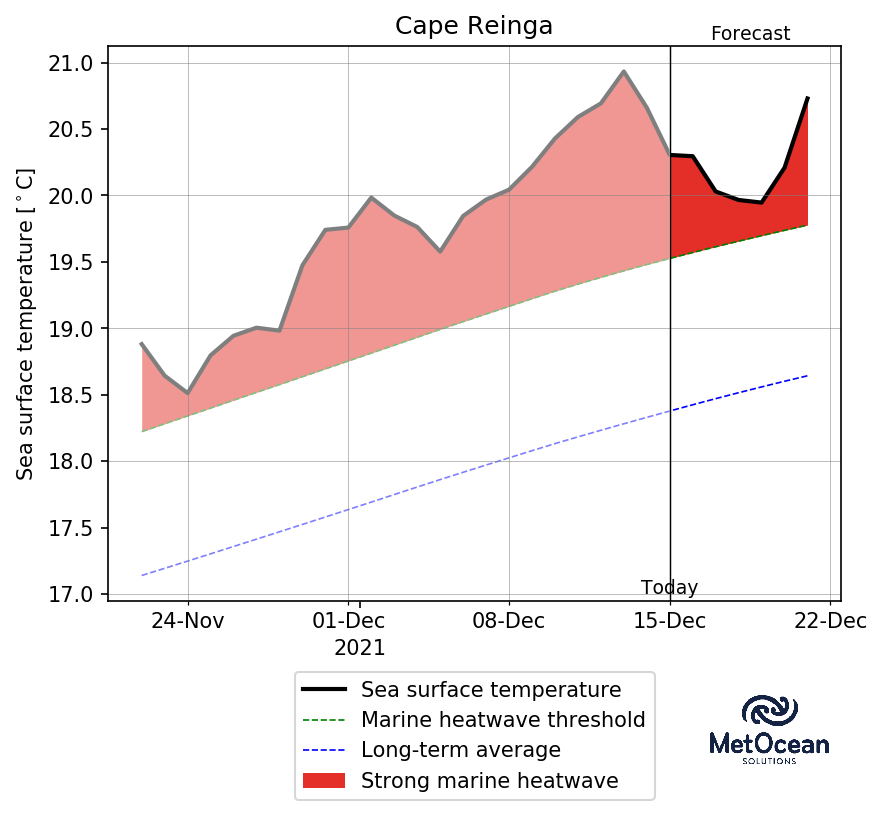 Cape Reinga
Forecast
21.0
20.5
20.0
19.5
19.0
18.5
18.0
17.5
17.0
Sea surface temperature [°C]
Today
24-Nov 01-Dec 08-Dec 15-Dec 22-Dec
2021
Sea surface temperature
Marine heatwave threshold
Long-term average
Strong marine heatwave
MetOcean
SOLUTIONS